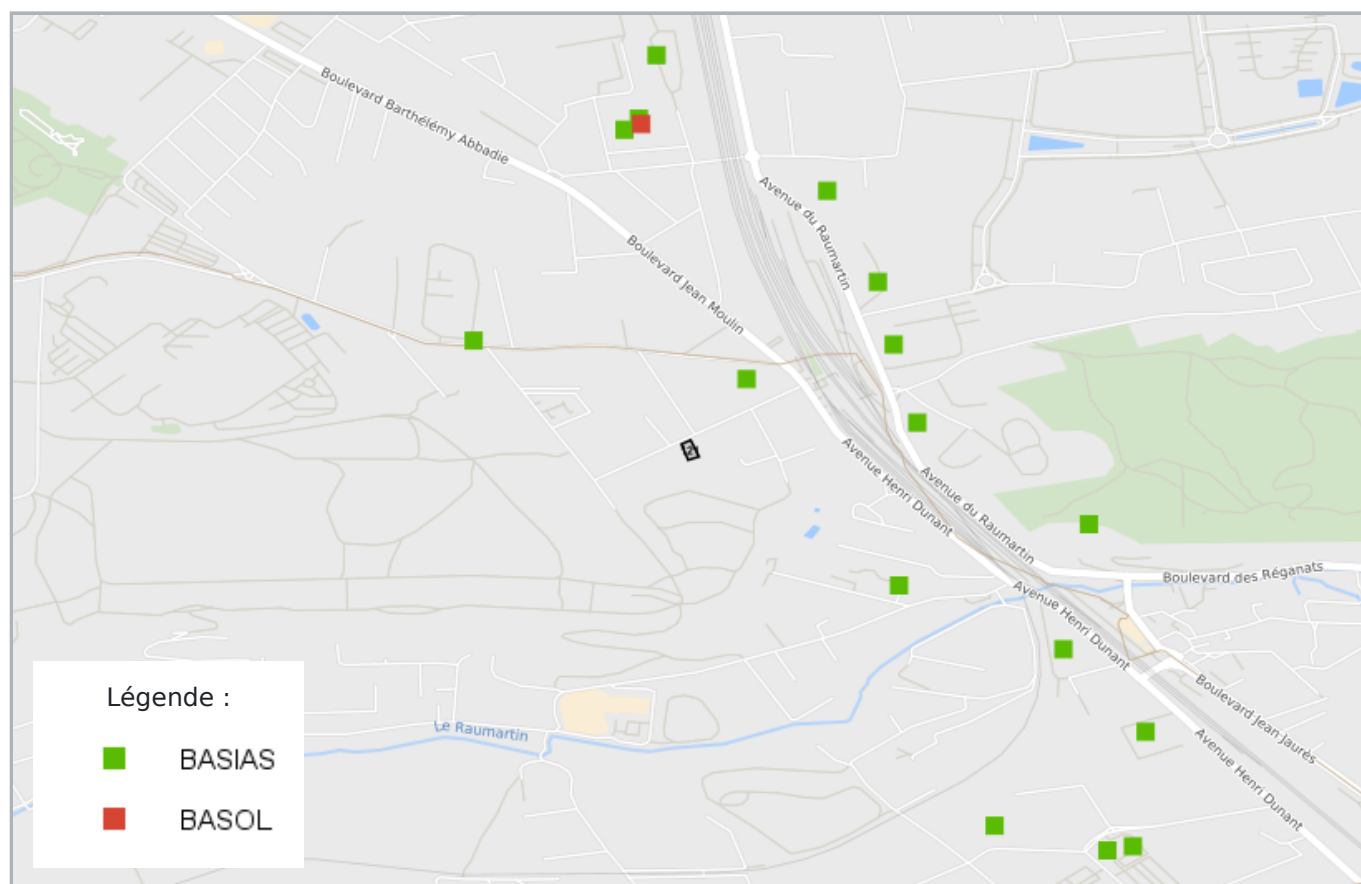 Boulevard Barthélémy Abbadie
Avenue du Raumartin
Boulevard Jean Moulin
Avenue Henri Dunant
Avenue du Raumartin
Boulevard des Réganats
Avenue Henri Dunant
Boulevard Jean Jaurès
Le Raumartin
Avenue Henri Dunant
Légende :
BASIAS
BASOL